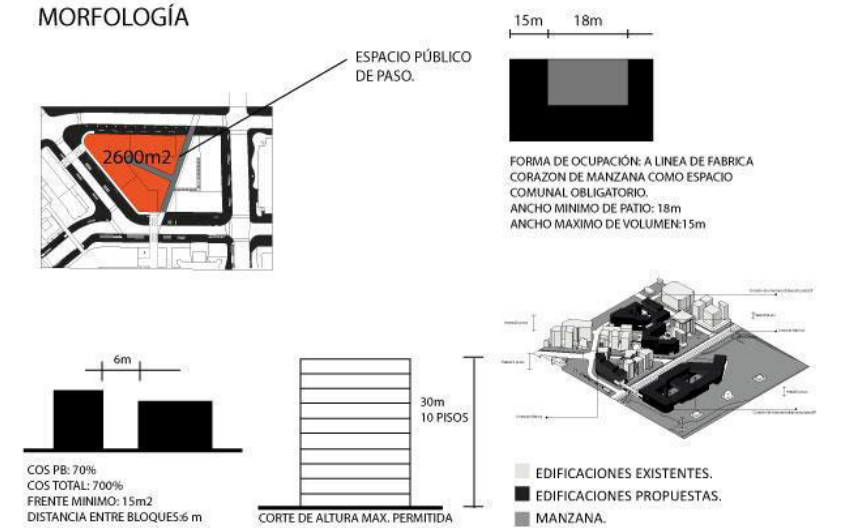 MORFOLOGÍA
ESPACIO PÚBLICO
DE PASO.
2600m2
15m
18m
FORMA DE OCUPACIÓN: A LINEA DE FABRICA
CORAZON DE MANZANA COMO ESPACIO
COMUNAL OBLIGATORIO.
ANCHO MINIMO DE PATIO: 18m
ANCHO MAXIMO DE VOLUMEN:15m
6m
COS PB: 70%
COS TOTAL: 700%
FRENTE MINIMO: 15m2
DISTANCIA ENTRE BLOQUES:6 m
30m
10 PISOS
CORTE DE ALTURA MAX. PERMITIDA
EDIFICACIONES EXISTENTES.
EDIFICACIONES PROPUESTAS.
MANZANA.